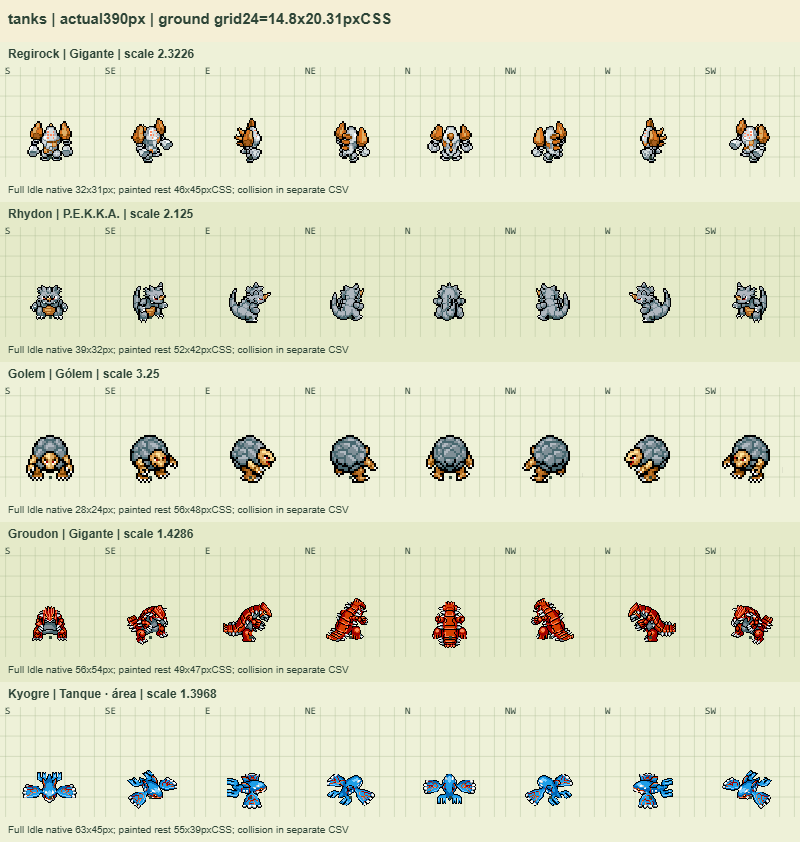 tanks | actual390px | ground grid24=14.8x20.31pxCSS
Regirock | Gigante | scale 2.3226
S SE E NE N NW W SW
Full Idle native 32x31px; painted rest 46x45pxCSS; collision in separate CSV
Rhydon | P.E.K.K.A. | scale 2.125
S SE E NE N NW W SW
Full Idle native 39x32px; painted rest 52x42pxCSS; collision in separate CSV
Golem | Gólem | scale 3.25
S SE E NE N NW W SW
Full Idle native 28x24px; painted rest 56x48pxCSS; collision in separate CSV
Groudon | Gigante | scale 1.4286
S SE E NE N NW W SW
Full Idle native 56x54px; painted rest 49x47pxCSS; collision in separate CSV
Kyogre | Tanque · área | scale 1.3968
S SE E NE N NW W SW
Full Idle native 63x45px; painted rest 55x39pxCSS; collision in separate CSV